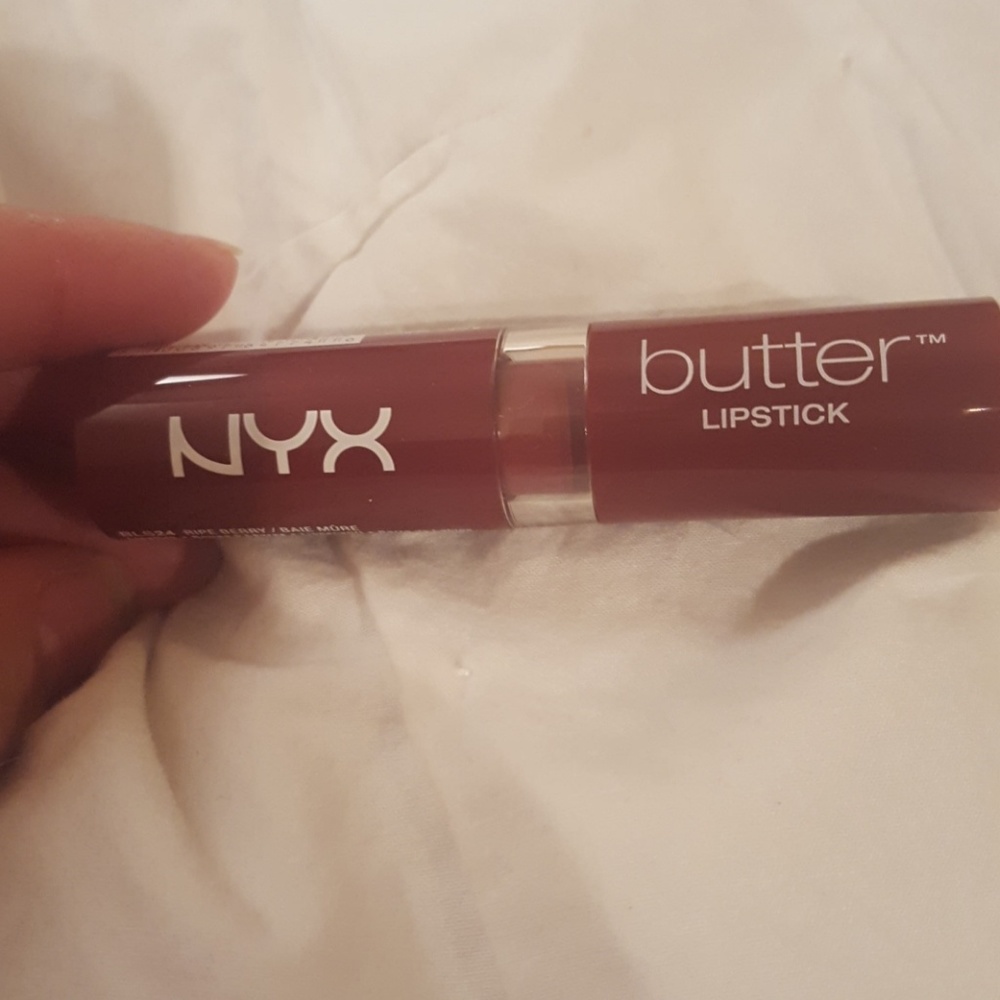 NYX
BLS24 RIPE BERRY / BAIE MÛRE
butter™
LIPSTICK